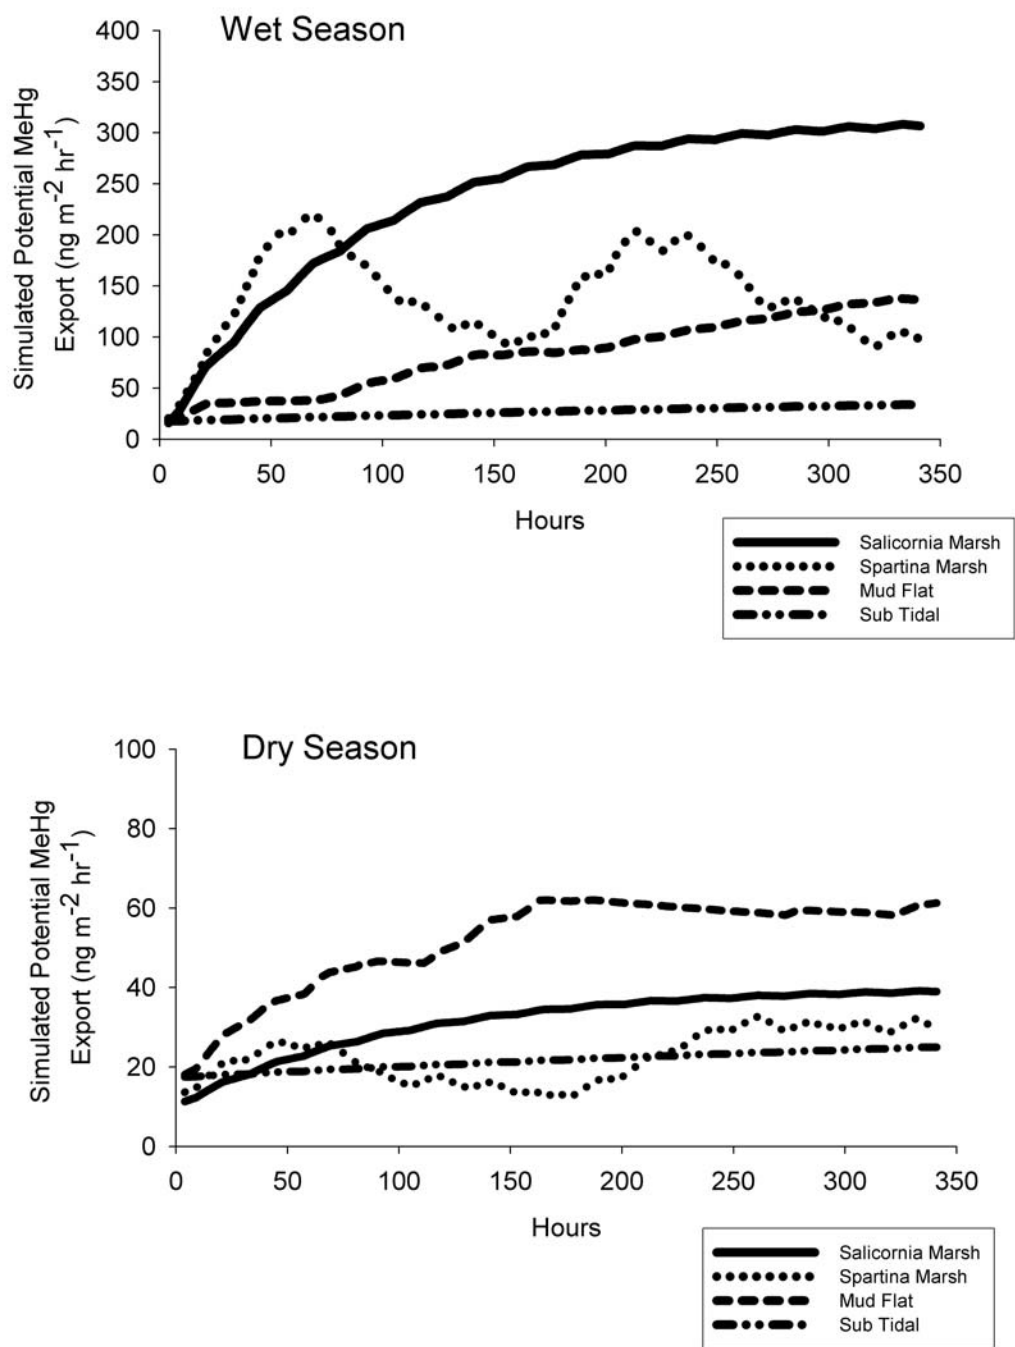 Wet Season
Simulated Potential MeHg
Export (ng m⁻² hr⁻¹)
400
350
300
250
200
150
100
50
0
0 50 100 150 200 250 300 350
Hours
Salicornia Marsh
Spartina Marsh
Mud Flat
Sub Tidal
Dry Season
Simulated Potential MeHg
Export (ng m⁻² hr⁻¹)
100
80
60
40
20
0
0 50 100 150 200 250 300 350
Hours
Salicornia Marsh
Spartina Marsh
Mud Flat
Sub Tidal